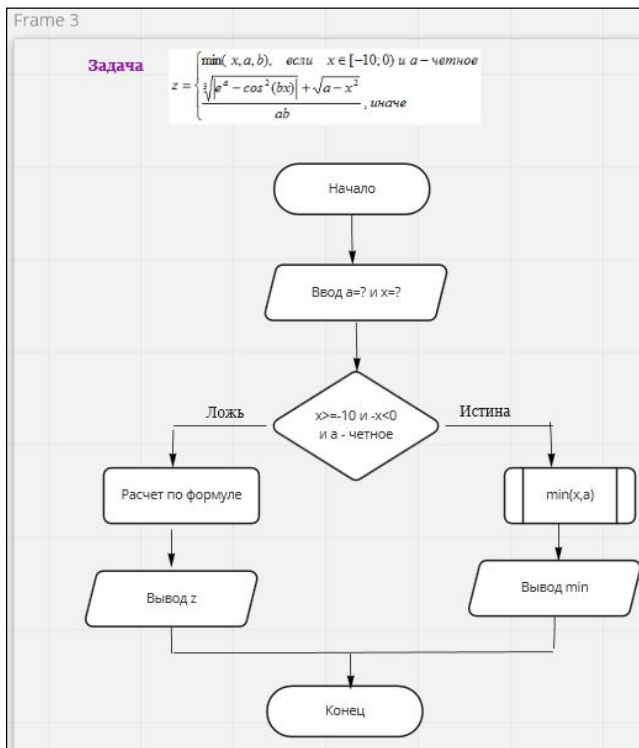 Frame 3
Задача
z = { min( x, a, b), если x ∈ [-10; 0) и a – четное
∛|e^a – cos²(bx)| + √(a – x²)
ab
, иначе
Начало
Ввод a=? и x=?
x>=-10 и -x<0
и а - четное
Ложь
Истина
Расчет по формуле
min(x,a)
Вывод z
Вывод min
Конец